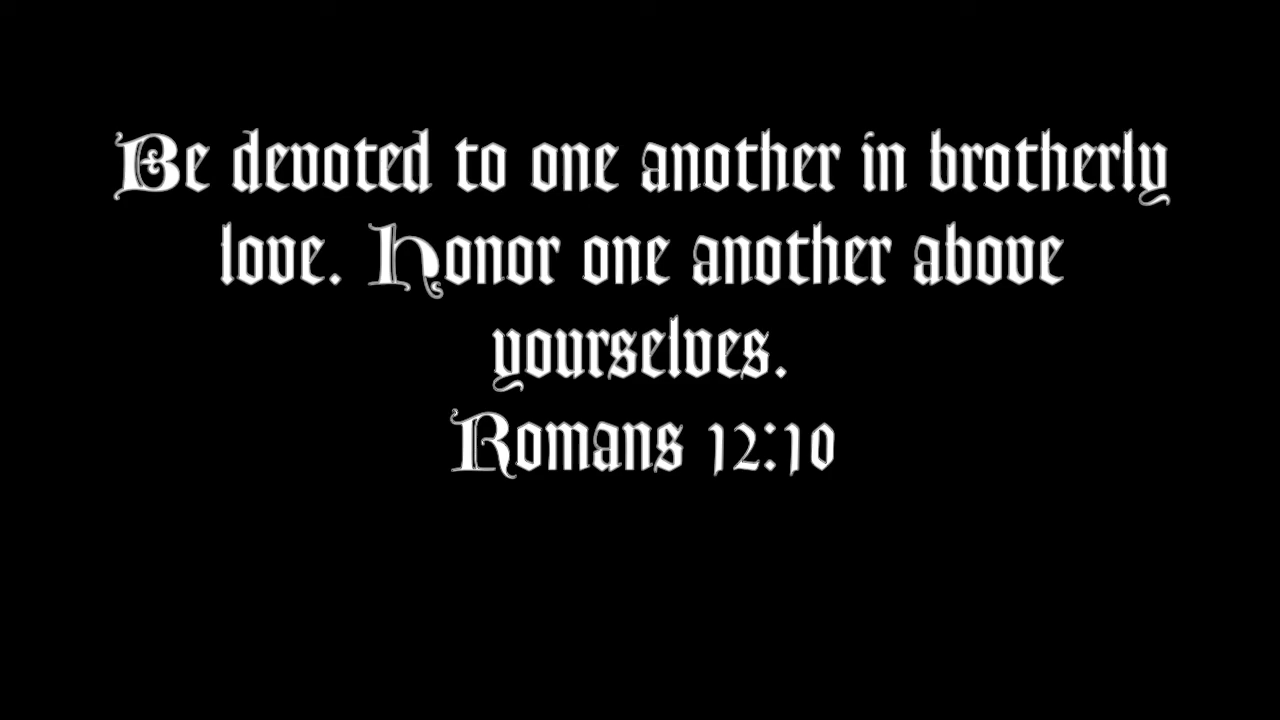 Be devoted to one another in brotherly
love. Honor one another above
yourselves.
Romans 12:10